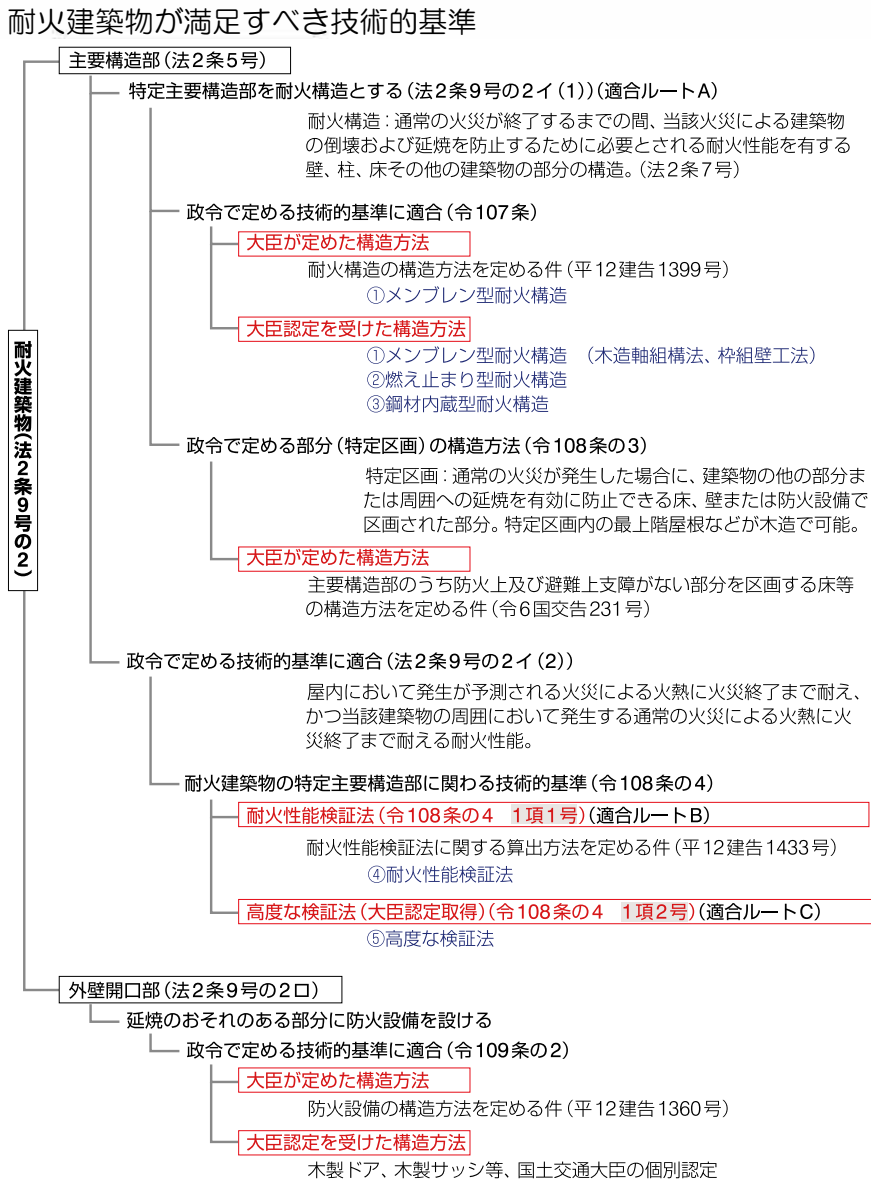 耐火建築物が満足すべき技術的基準
主要構造部（法2条5号）
特定主要構造部を耐火構造とする（法2条9号の2イ（1））（適合ルートA）
耐火構造：通常の火災が終了するまでの間、当該火災による建築物
の倒壊および延焼を防止するために必要とされる耐火性能を有する
壁、柱、床その他の建築物の部分の構造。（法2条7号）
政令で定める技術的基準に適合（令107条）
大臣が定めた構造方法
耐火構造の構造方法を定める件（平12建告1399号）
①メンブレン型耐火構造
大臣認定を受けた構造方法
①メンブレン型耐火構造　（木造軸組構法、枠組壁工法）
②燃え止まり型耐火構造
③鋼材内蔵型耐火構造
政令で定める部分（特定区画）の構造方法（令108条の3）
特定区画：通常の火災が発生した場合に、建築物の他の部分ま
たは周囲への延焼を有効に防止できる床、壁または防火設備で
区画された部分。特定区画内の最上階屋根などが木造で可能。
大臣が定めた構造方法
主要構造部のうち防火上及び避難上支障がない部分を区画する床等
の構造方法を定める件（令6国交告231号）
耐火建築物（法2条9号の2）
政令で定める技術的基準に適合（法2条9号の2イ（2））
屋内において発生が予測される火災による火熱に火災終了まで耐え、
かつ当該建築物の周囲において発生する通常の火災による火熱に火
災終了まで耐える耐火性能。
耐火建築物の特定主要構造部に関わる技術的基準（令108条の4）
耐火性能検証法（令108条の4　1項1号）（適合ルートB）
耐火性能検証法に関する算出方法を定める件（平12建告1433号）
④耐火性能検証法
高度な検証法（大臣認定取得）（令108条の4　1項2号）（適合ルートC）
⑤高度な検証法
外壁開口部（法2条9号の2ロ）
延焼のおそれのある部分に防火設備を設ける
政令で定める技術的基準に適合（令109条の2）
大臣が定めた構造方法
防火設備の構造方法を定める件（平12建告1360号）
大臣認定を受けた構造方法
木製ドア、木製サッシ等、国土交通大臣の個別認定